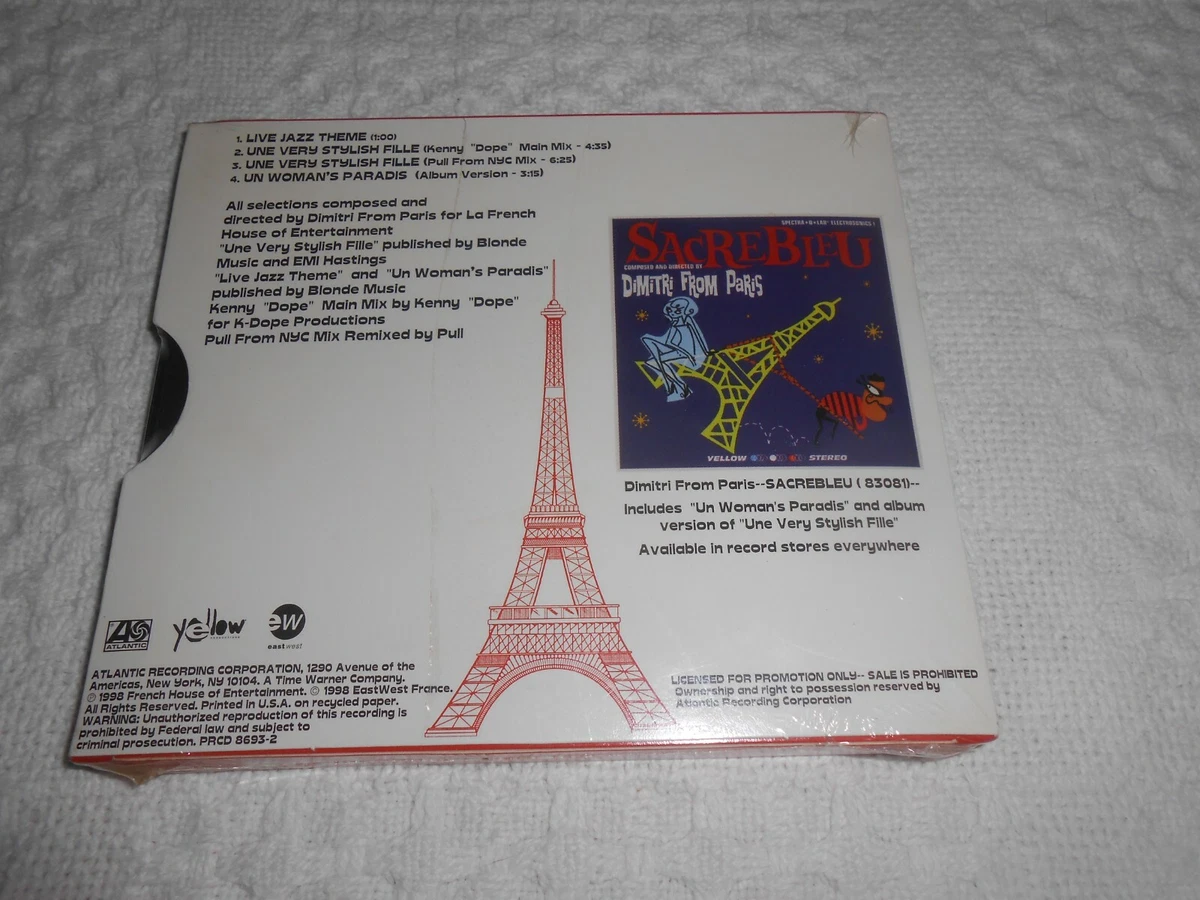 1. LIVE JAZZ THEME (1:00)
2. UNE VERY STYLISH FILLE (Kenny "Dope" Main Mix - 4:35)
3. UNE VERY STYLISH FILLE (Pull From NYC Mix - 6:25)
4. UN WOMAN'S PARADIS (Album Version - 3:15)
All selections composed and
directed by Dimitri From Paris for La French
House of Entertainment
"Une Very Stylish Fille" published by Blonde
Music and EMI Hastings
"Live Jazz Theme" and "Un Woman's Paradis"
published by Blonde Music
Kenny "Dope" Main Mix by Kenny "Dope"
for K-Dope Productions
Pull From NYC Mix Remixed by Pull
SPECTRA-O-LAB ELECTROSONICS!
SACREBLEU
COMPOSED AND DIRECTED BY
DIMITRI FROM PARIS
YELLOW STEREO
Dimitri From Paris--SACREBLEU ( 83081)--
Includes "Un Woman's Paradis" and album
version of "Une Very Stylish Fille"
Available in record stores everywhere
ATLANTIC
yellow
PRODUCTIONS
ew
eastwest
ATLANTIC RECORDING CORPORATION, 1290 Avenue of the
Americas, New York, NY 10104. A Time Warner Company.
℗ 1998 French House of Entertainment. © 1998 EastWest France.
All Rights Reserved. Printed in U.S.A. on recycled paper.
WARNING: Unauthorized reproduction of this recording is
prohibited by Federal law and subject to
criminal prosecution. PRCD 8693-2
LICENSED FOR PROMOTION ONLY-- SALE IS PROHIBITED
Ownership and right to possession reserved by
Atlantic Recording Corporation